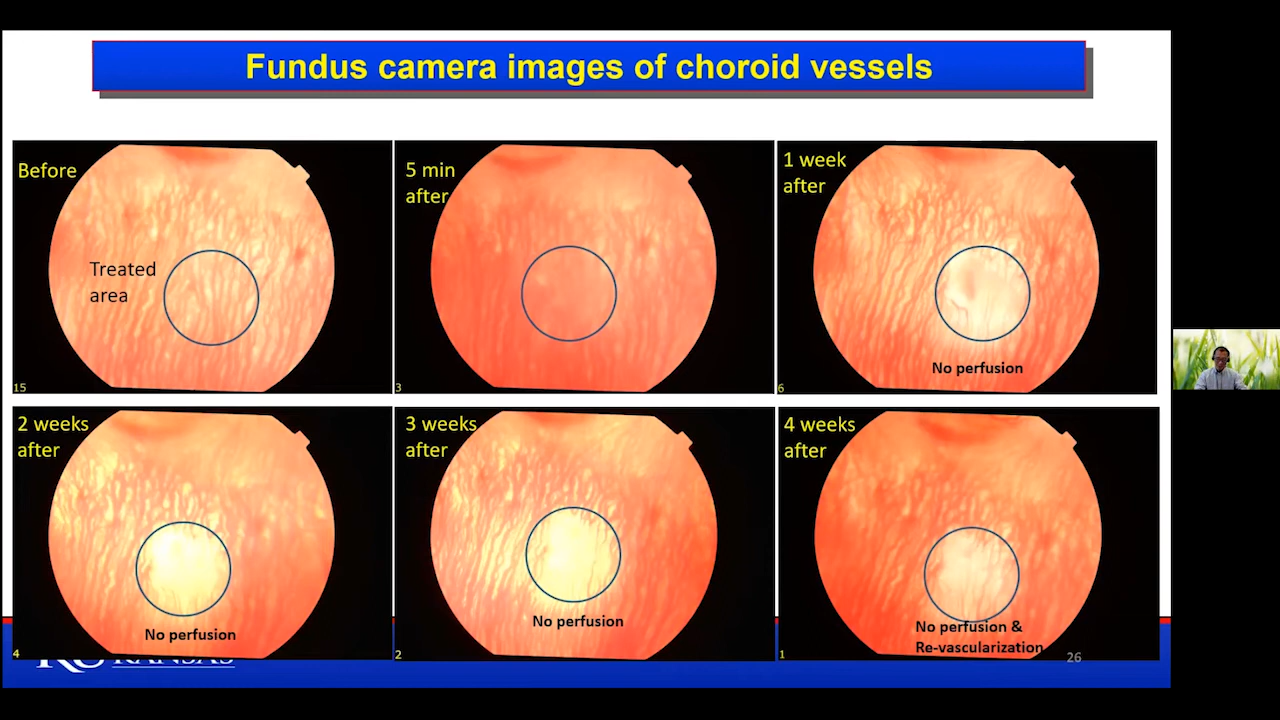 Fundus camera images of choroid vessels
Before
Treated
area
15
5 min
after
3
1 week
after
No perfusion
6
2 weeks
after
No perfusion
4
3 weeks
after
No perfusion
2
4 weeks
after
No perfusion &
Re-vascularization
1
26